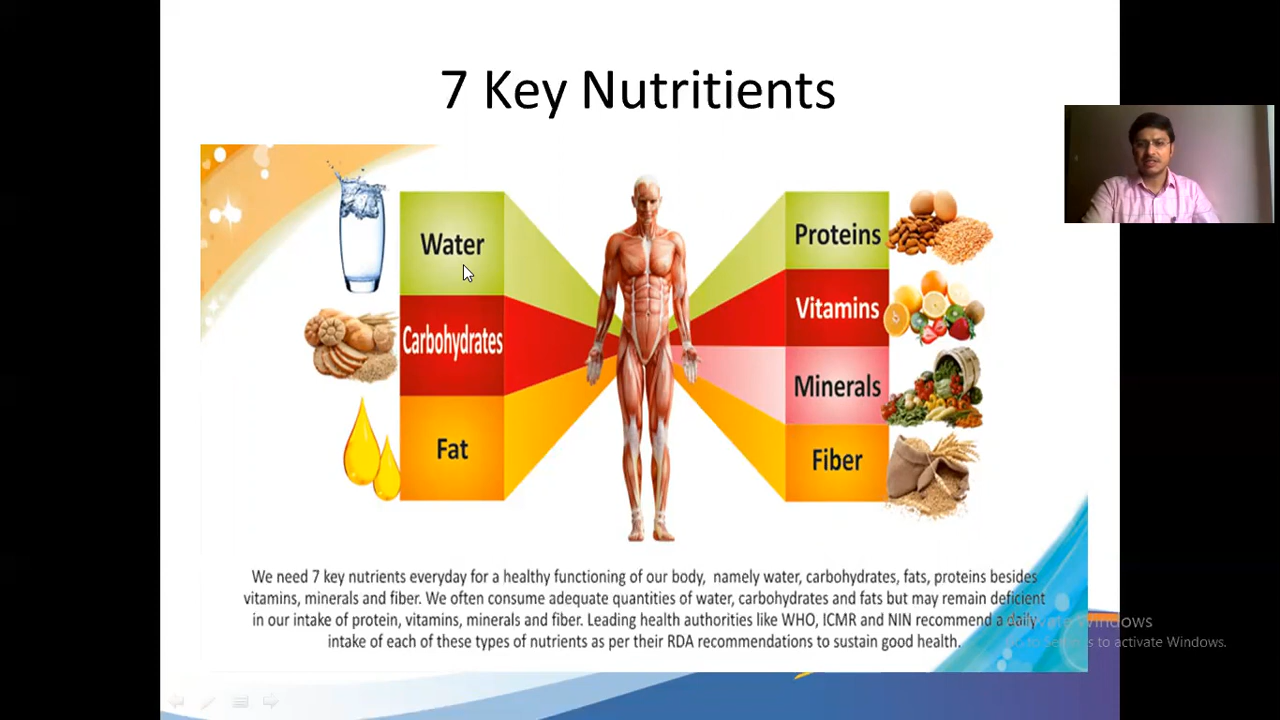 7 Key Nutritients
Water
Carbohydrates
Fat
Proteins
Vitamins
Minerals
Fiber
We need 7 key nutrients everyday for a healthy functioning of our body, namely water, carbohydrates, fats, proteins besides
vitamins, minerals and fiber. We often consume adequate quantities of water, carbohydrates and fats but may remain deficient
in our intake of protein, vitamins, minerals and fiber. Leading health authorities like WHO, ICMR and NIN recommend a daily
intake of each of these types of nutrients as per their RDA recommendations to sustain good health.
Windows
to activate Windows.